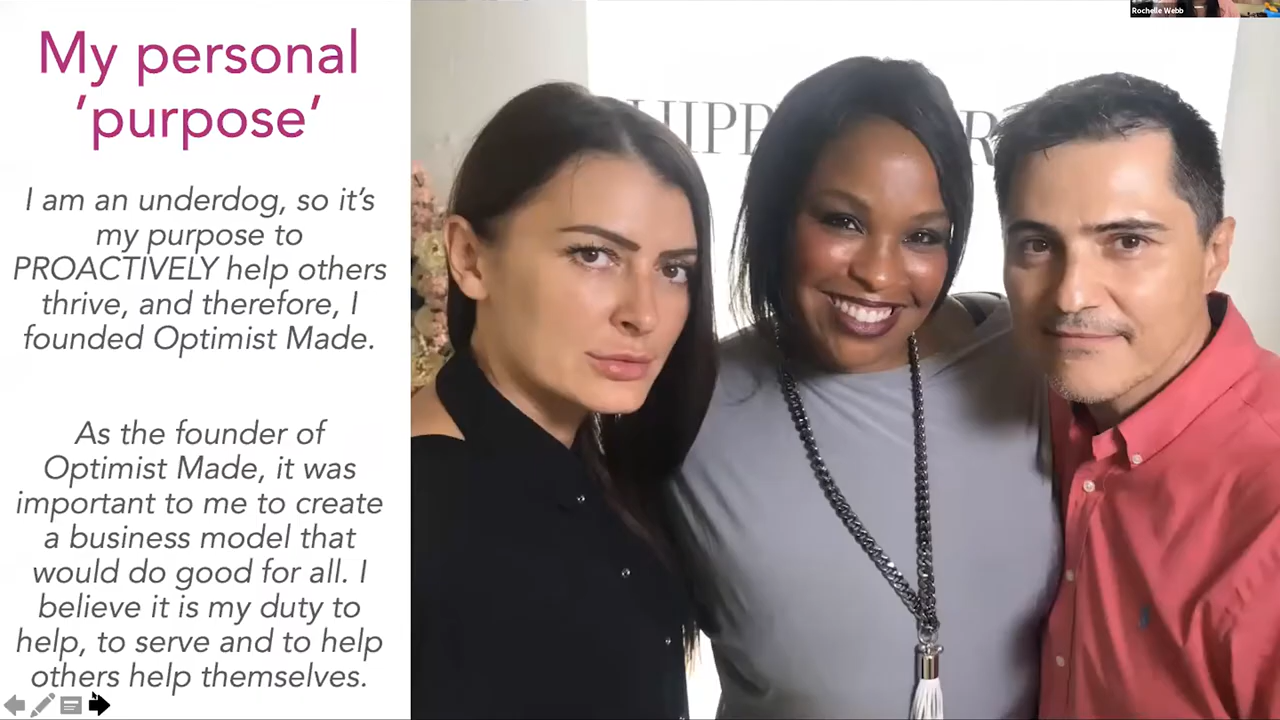 My personal
‘purpose’
I am an underdog, so it’s
my purpose to
PROACTIVELY help others
thrive, and therefore, I
founded Optimist Made.
As the founder of
Optimist Made, it was
important to me to create
a business model that
would do good for all. I
believe it is my duty to
help, to serve and to help
others help themselves.
Rochelle Webb